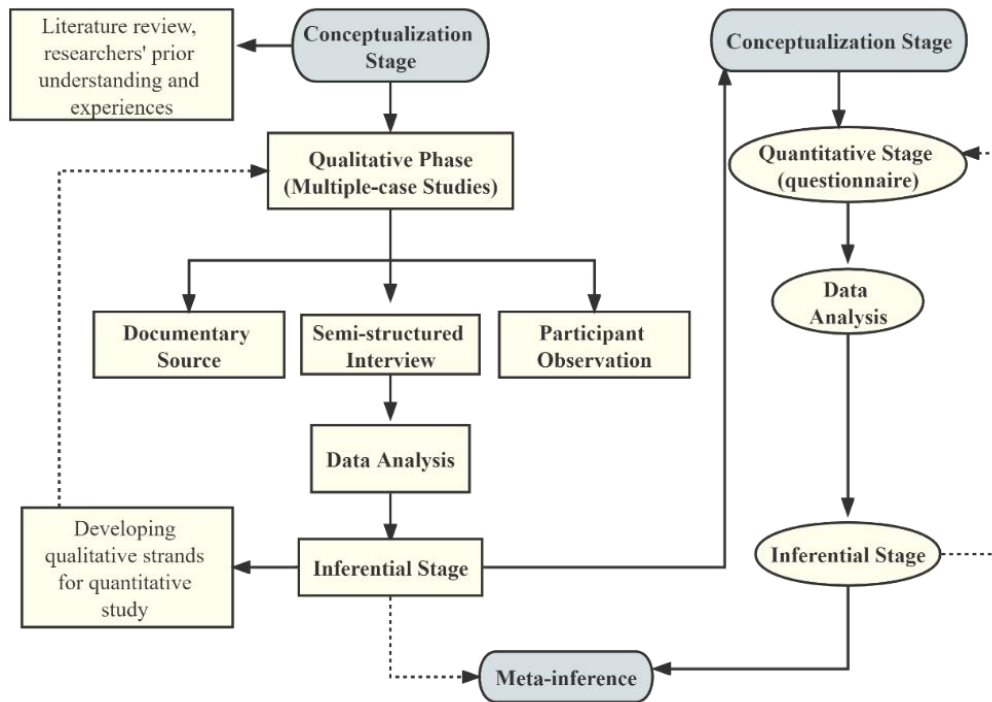 Literature review,
researchers' prior
understanding and
experiences
Conceptualization
Stage
Qualitative Phase
(Multiple-case Studies)
Documentary
Source
Semi-structured
Interview
Participant
Observation
Data Analysis
Developing
qualitative strands
for quantitative
study
Inferential Stage
Conceptualization Stage
Quantitative Stage
(questionnaire)
Data
Analysis
Inferential Stage
Meta-inference